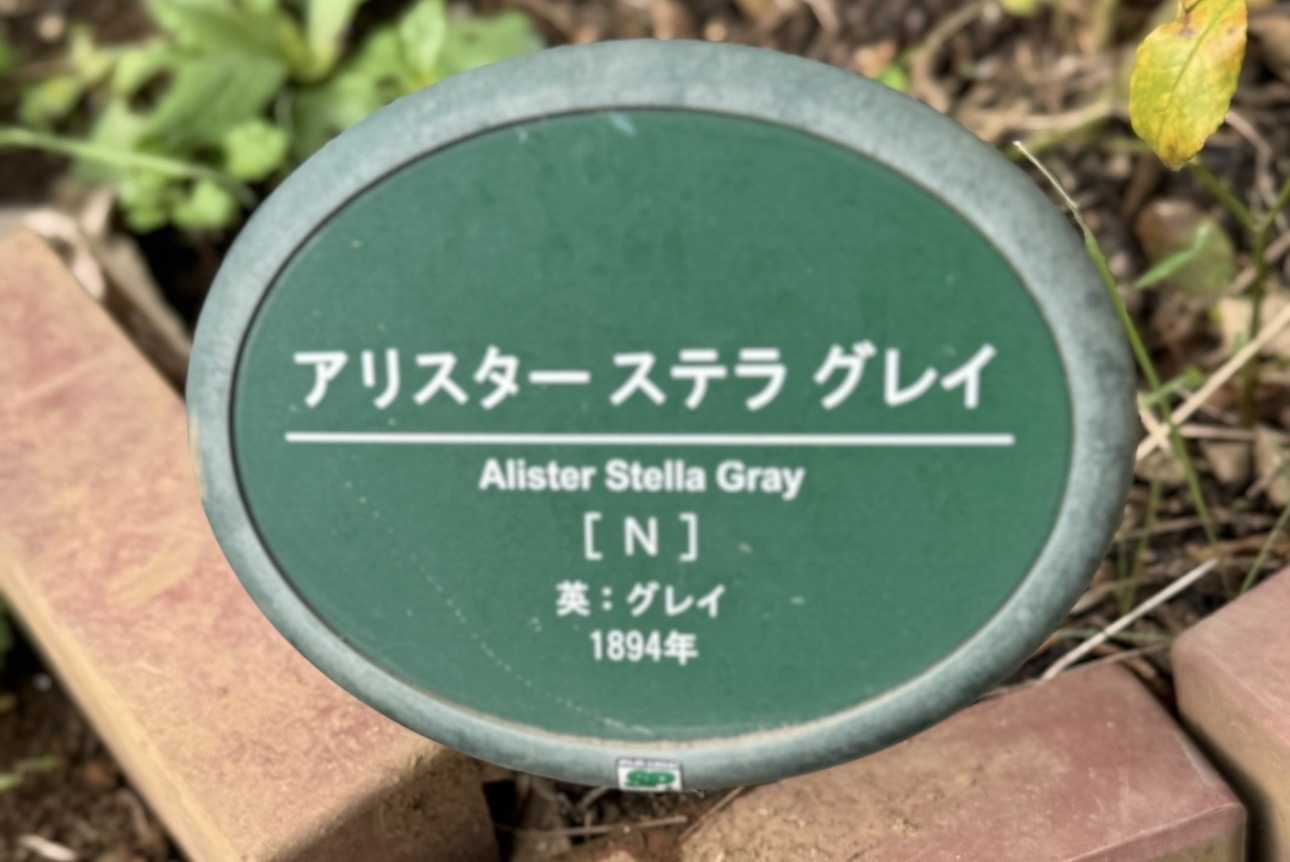 アリスター ステラ グレイ
Alister Stella Gray
[ N ]
英：グレイ
1894年